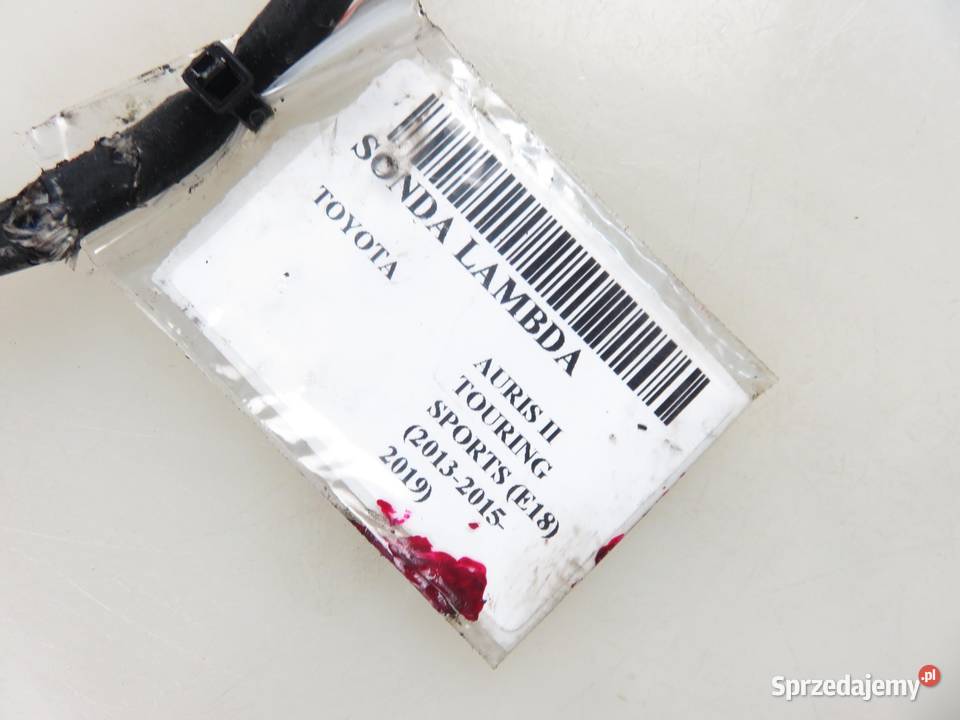 SONDA LAMBDA
TOYOTA
AURIS II
TOURING
SPORTS (E18)
(2013-2015-
2019)
Sprzedajemy.pl